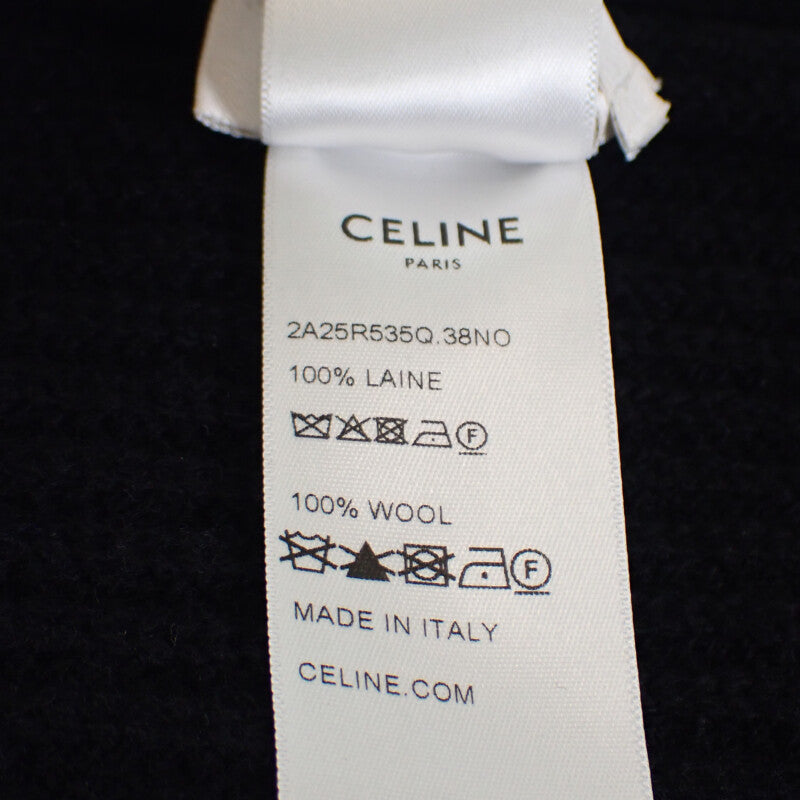 CELINE
PARIS
2A25R535Q.38NO
100% LAINE
F
100% WOOL
F
MADE IN ITALY
CELINE.COM